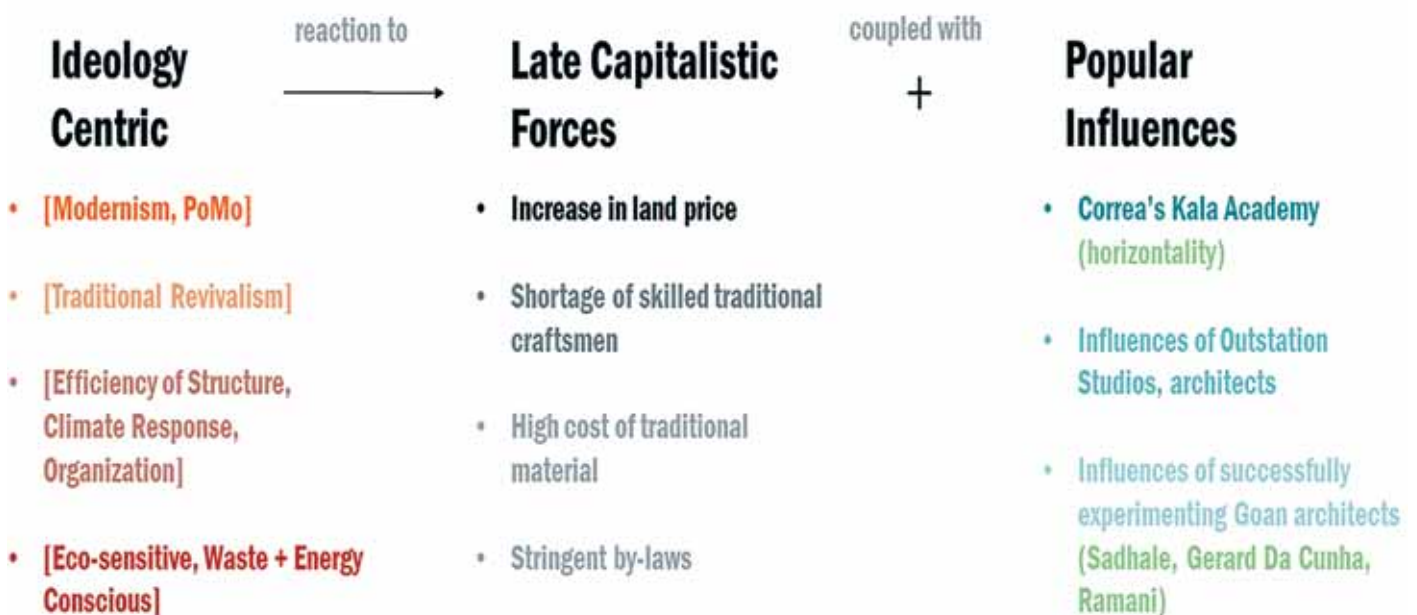 Ideology
Centric
reaction to
Late Capitalistic
Forces
coupled with
+
Popular
Influences
• [Modernism, PoMo]
• [Traditional Revivalism]
• [Efficiency of Structure,
Climate Response,
Organization]
• [Eco-sensitive, Waste + Energy
Conscious]
• Increase in land price
• Shortage of skilled traditional
craftsmen
• High cost of traditional
material
• Stringent by-laws
• Correa's Kala Academy
(horizontality)
• Influences of Outstation
Studios, architects
• Influences of successfully
experimenting Goan architects
(Sadhale, Gerard Da Cunha,
Ramani)